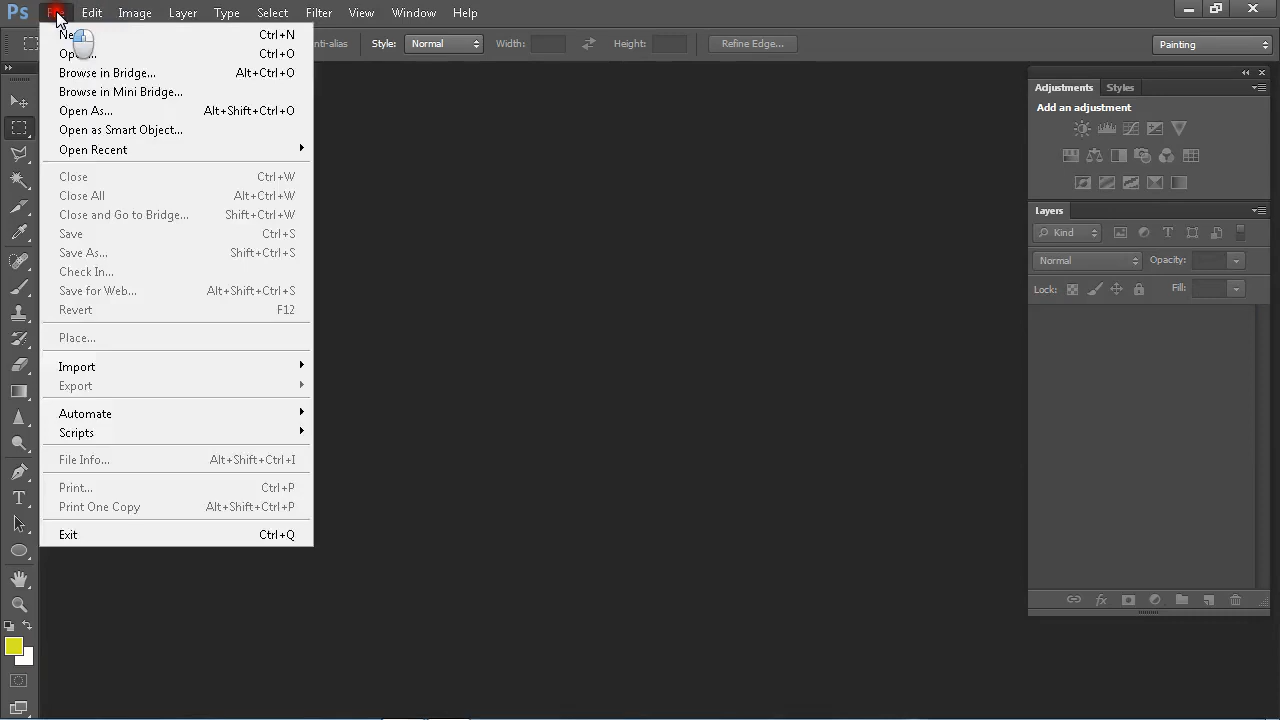 Ps File Edit Image Layer Type Select Filter View Window Help
nti-alias Style: Normal Width: Height: Refine Edge... Painting
Ne Ctrl+N
Ope... Ctrl+O
Browse in Bridge... Alt+Ctrl+O
Browse in Mini Bridge...
Open As... Alt+Shift+Ctrl+O
Open as Smart Object...
Open Recent
Close Ctrl+W
Close All Alt+Ctrl+W
Close and Go to Bridge... Shift+Ctrl+W
Save Ctrl+S
Save As... Shift+Ctrl+S
Check In...
Save for Web... Alt+Shift+Ctrl+S
Revert F12
Place...
Import
Export
Automate
Scripts
File Info... Alt+Shift+Ctrl+I
Print... Ctrl+P
Print One Copy Alt+Shift+Ctrl+P
Exit Ctrl+Q
Adjustments Styles
Add an adjustment
Layers
Kind
Normal Opacity:
Lock: Fill: